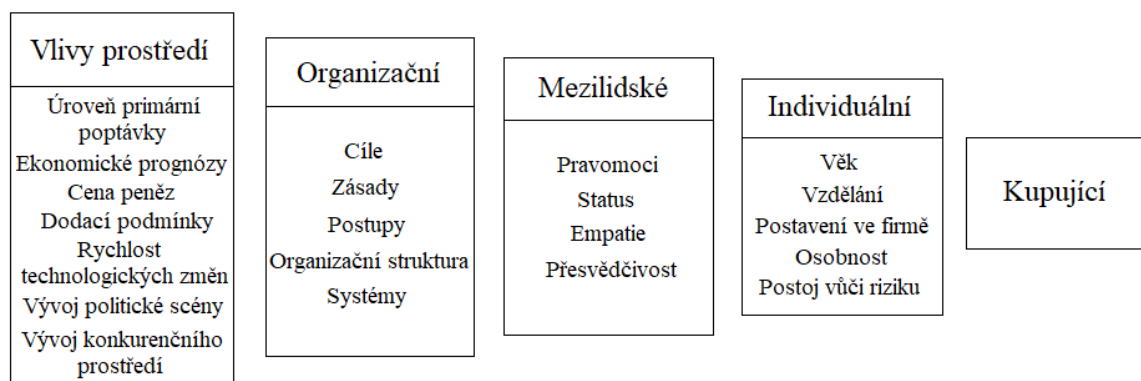 Vlivy prostředí
Úroveň primární
poptávky
Ekonomické prognózy
Cena peněz
Dodací podmínky
Rychlost
technologických změn
Vývoj politické scény
Vývoj konkurenčního
prostředí
Organizační
Cíle
Zásady
Postupy
Organizační struktura
Systémy
Mezilidské
Pravomoci
Status
Empatie
Přesvědčivost
Individuální
Věk
Vzdělání
Postavení ve firmě
Osobnost
Postoj vůči riziku
Kupující